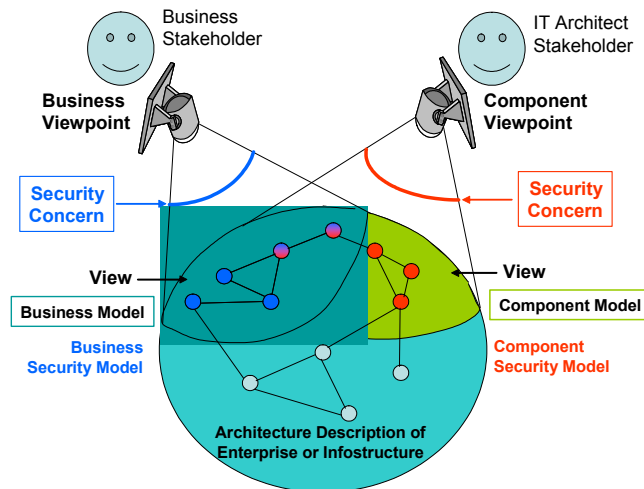 Business
Stakeholder
IT Architect
Stakeholder
Business
Viewpoint
Component
Viewpoint
Security
Concern
Security
Concern
View
View
Business Model
Component Model
Business
Security Model
Component
Security Model
Architecture Description of
Enterprise or Infostructure